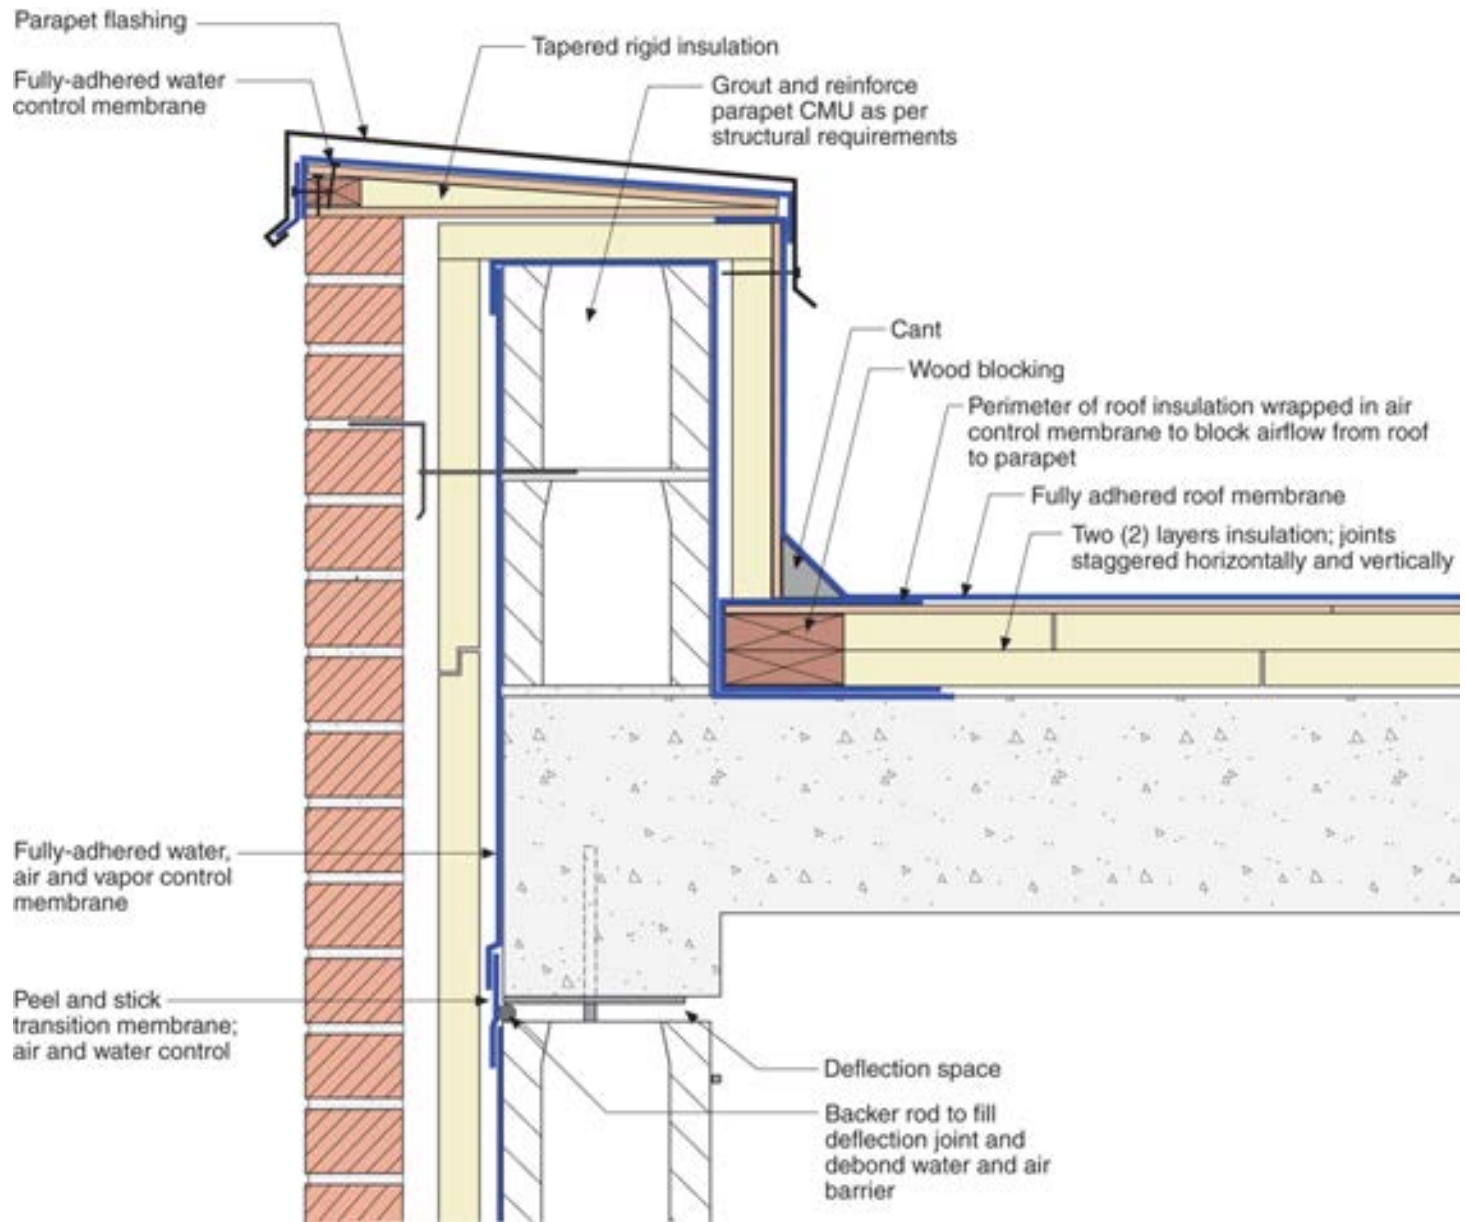 Parapet flashing
Tapered rigid insulation
Fully-adhered water
control membrane
Grout and reinforce
parapet CMU as per
structural requirements
Cant
Wood blocking
Perimeter of roof insulation wrapped in air
control membrane to block airflow from roof
to parapet
Fully adhered roof membrane
Two (2) layers insulation; joints
staggered horizontally and vertically
Fully-adhered water,
air and vapor control
membrane
Peel and stick
transition membrane;
air and water control
Deflection space
Backer rod to fill
deflection joint and
debond water and air
barrier